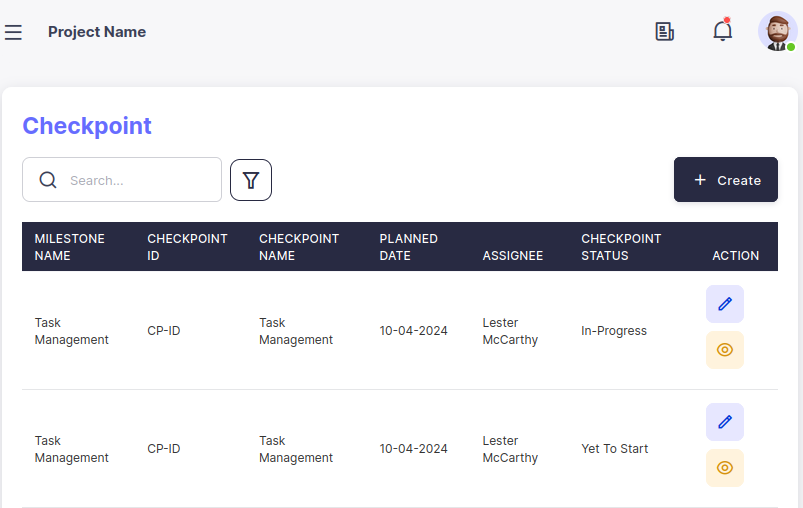 Project Name
Checkpoint
Search...
Create
MILESTONE NAME CHECKPOINT ID CHECKPOINT NAME PLANNED DATE ASSIGNEE CHECKPOINT STATUS ACTION
Task Management CP-ID Task Management 10-04-2024 Lester McCarthy In-Progress
Task Management CP-ID Task Management 10-04-2024 Lester McCarthy Yet To Start